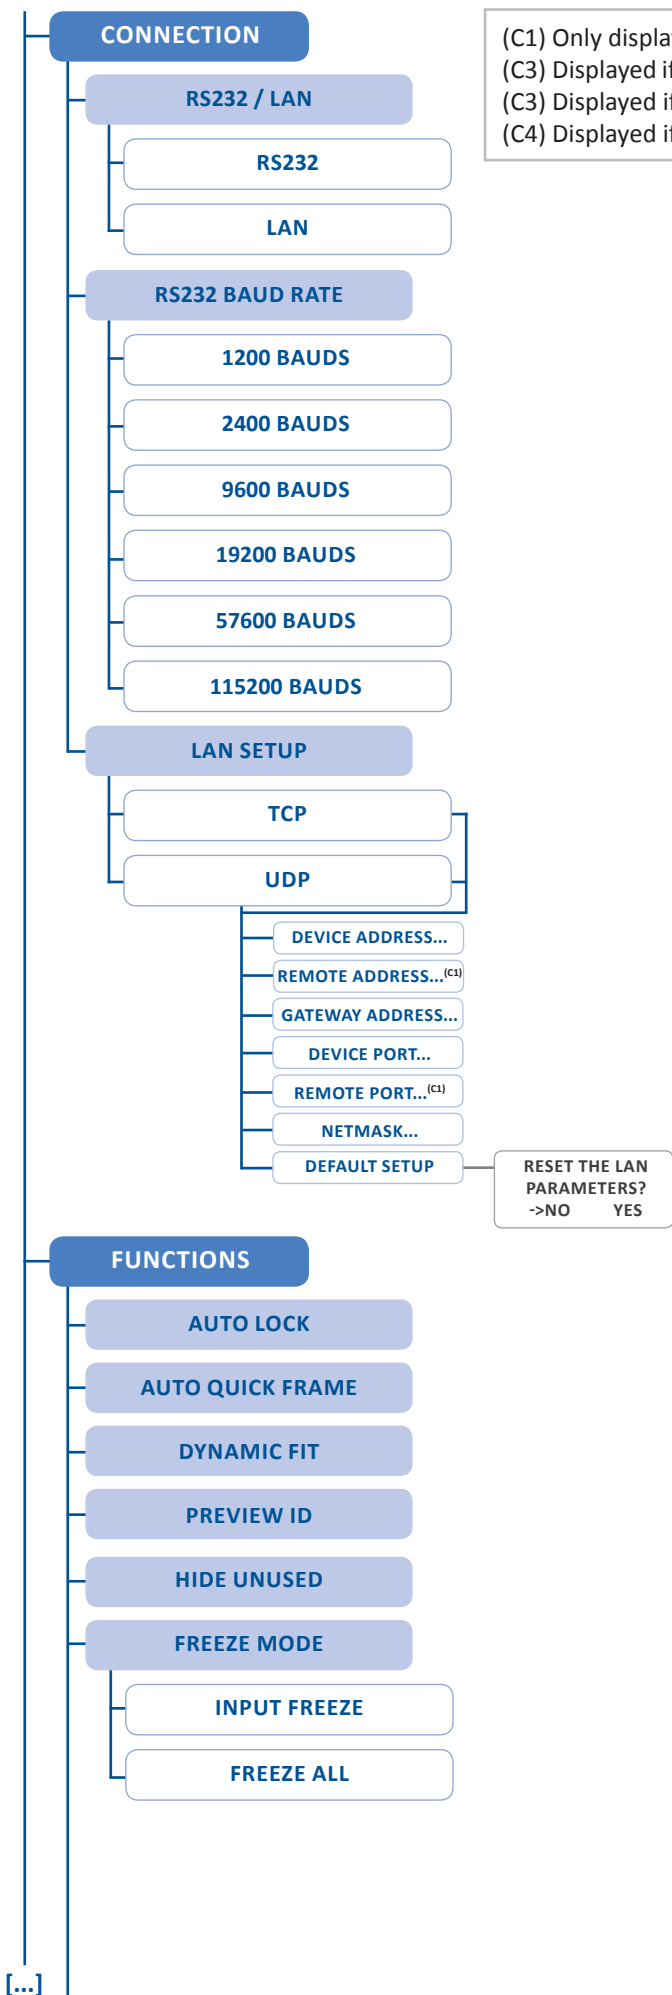 CONNECTION
(C1) Only
(C3) Displayed
(C3) Displayed
(C4) Displayed
RS232 / LAN
RS232
LAN
RS232 BAUD RATE
1200 BAUDS
2400 BAUDS
9600 BAUDS
19200 BAUDS
57600 BAUDS
115200 BAUDS
LAN SETUP
TCP
UDP
DEVICE ADDRESS...
REMOTE ADDRESS...(C1)
GATEWAY ADDRESS...
DEVICE PORT...
REMOTE PORT...(C1)
NETMASK...
DEFAULT SETUP
RESET THE LAN
PARAMETERS?
->NO YES
FUNCTIONS
AUTO LOCK
AUTO QUICK FRAME
DYNAMIC FIT
PREVIEW ID
HIDE UNUSED
FREEZE MODE
INPUT FREEZE
FREEZE ALL
[...]